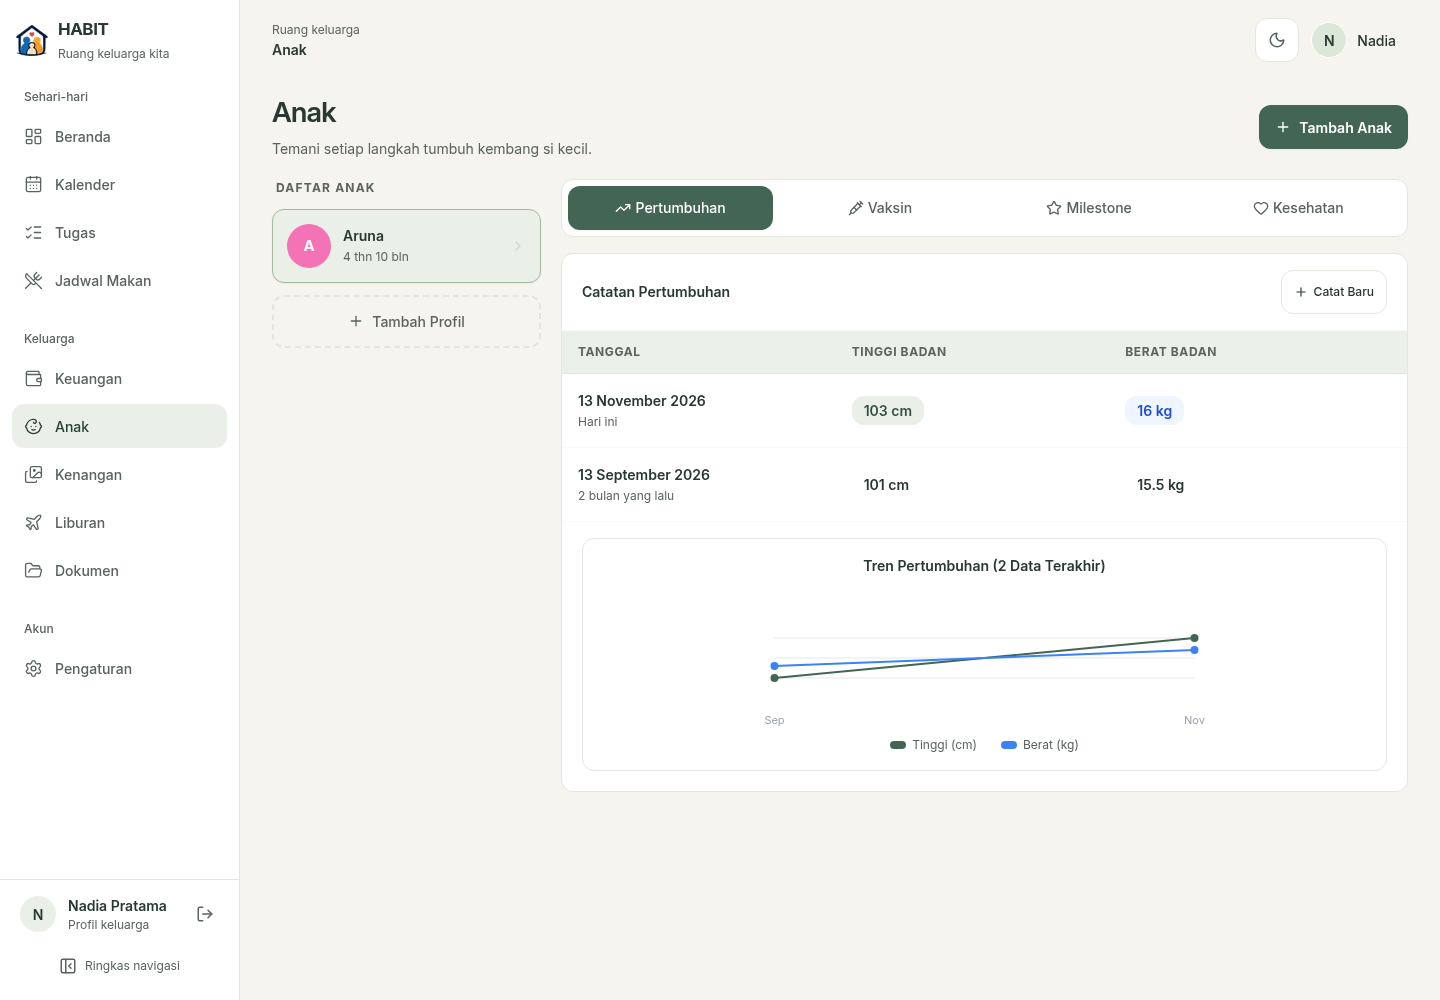 HABIT
Ruang keluarga kita
Sehari-hari
Beranda
Kalender
Tugas
Jadwal Makan
Keluarga
Keuangan
Anak
Kenangan
Liburan
Dokumen
Akun
Pengaturan
N
Nadia Pratama
Profil keluarga
Ringkas navigasi
Ruang keluarga
Anak
N Nadia
Anak
Temani setiap langkah tumbuh kembang si kecil.
+ Tambah Anak
DAFTAR ANAK
A
Aruna
4 thn 10 bln
+ Tambah Profil
Pertumbuhan Vaksin Milestone Kesehatan
Catatan Pertumbuhan
+ Catat Baru
TANGGAL TINGGI BADAN BERAT BADAN
13 November 2026 103 cm 16 kg
Hari ini
13 September 2026 101 cm 15.5 kg
2 bulan yang lalu
Tren Pertumbuhan (2 Data Terakhir)
Sep Nov
Tinggi (cm) Berat (kg)